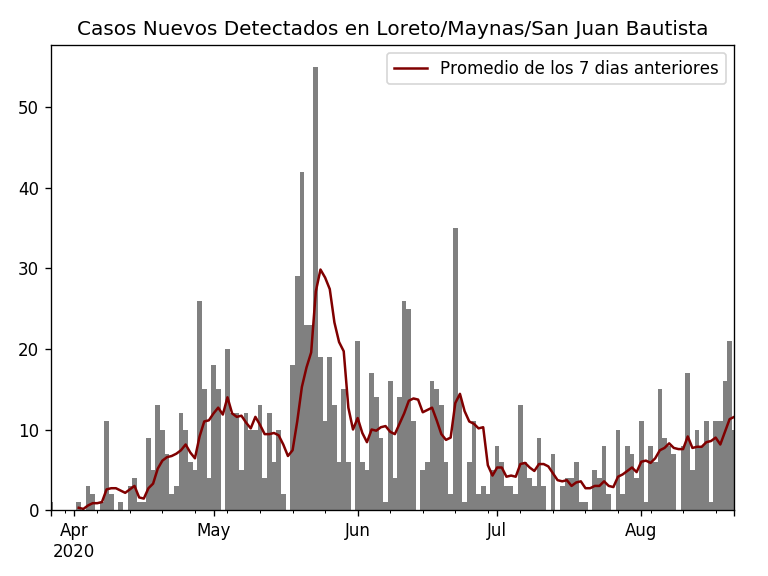 Casos Nuevos Detectados en Loreto/Maynas/San Juan Bautista
Promedio de los 7 dias anteriores
50
40
30
20
10
0
Apr May Jun Jul Aug
2020